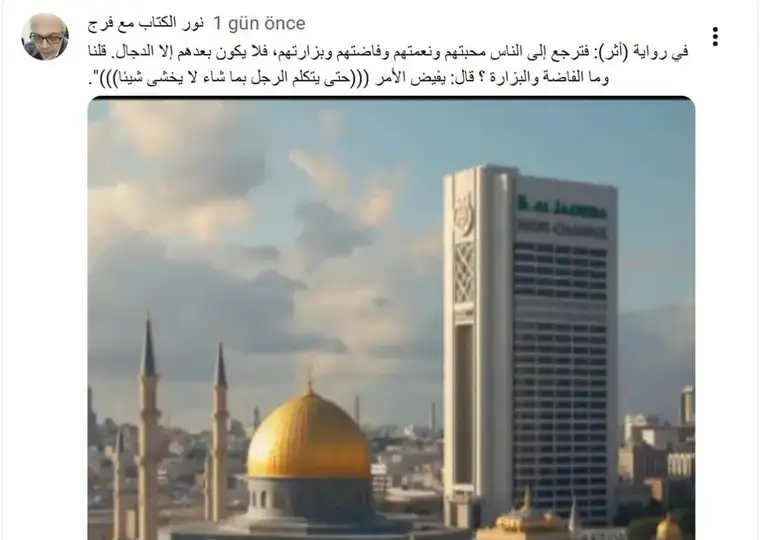 نور الكتاب مع فرج 1 gün önce
في رواية (أثر): فترجع إلى الناس محبتهم ونعمتهم وفاضتهم وبزارتهم، فلا يكون بعدهم إلا الدجال. قلنا
وما الفاضة والبزارة ؟ قال: يفيض الأمر (((حتى يتكلم الرجل بما شاء لا يخشى شيئا)))".